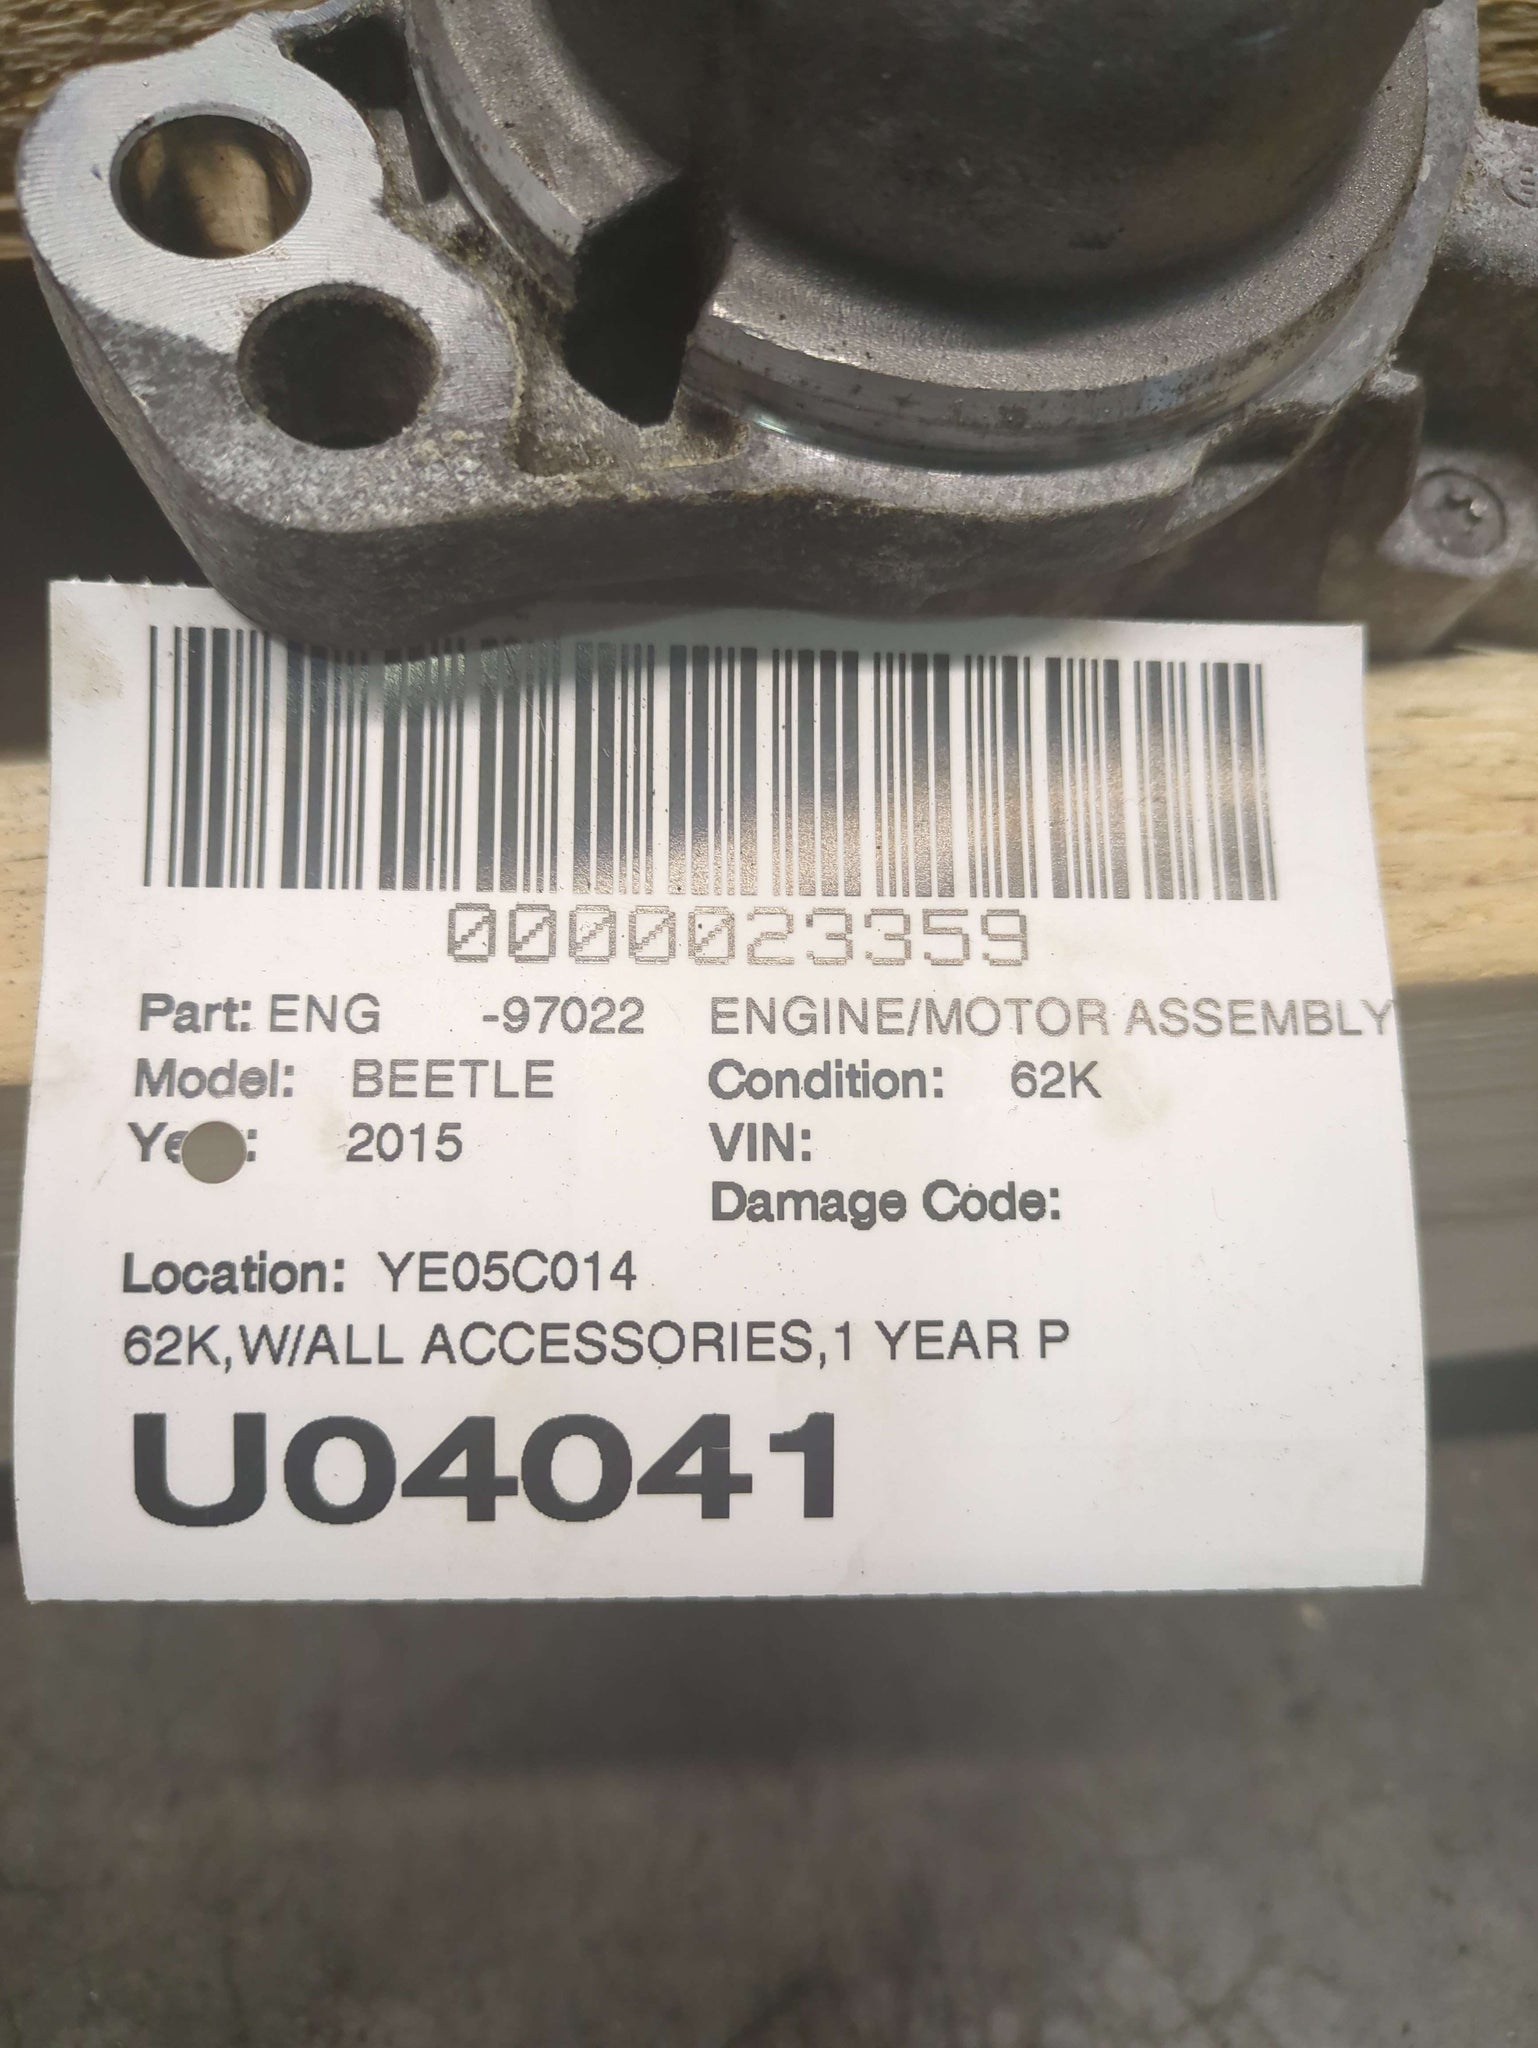 0000023359
Part: ENG -97022 ENGINE/MOTOR ASSEMBLY
Model: BEETLE Condition: 62K
2015 VIN:
Damage Code:
Location: YE05C014
62K,W/ALL ACCESSORIES,1 YEAR P
U04041